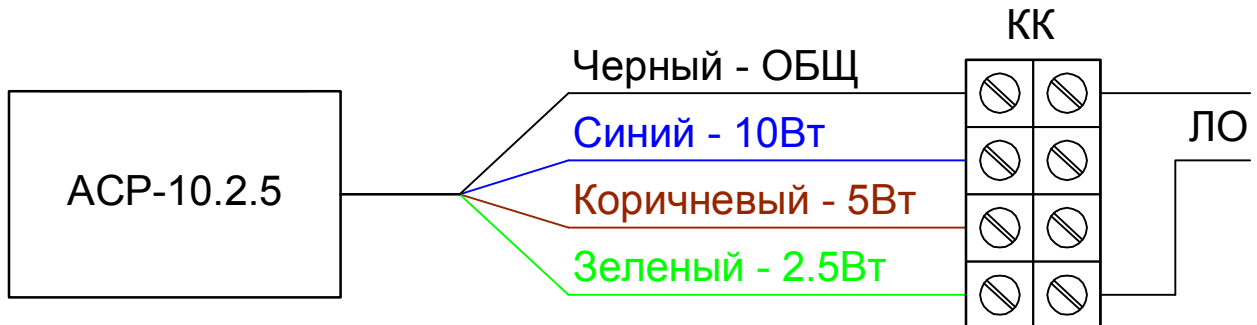 КК
Черный - ОБЩ
ЛО
Синий - 10Вт
АСР-10.2.5
Коричневый - 5Вт
Зеленый - 2.5Вт